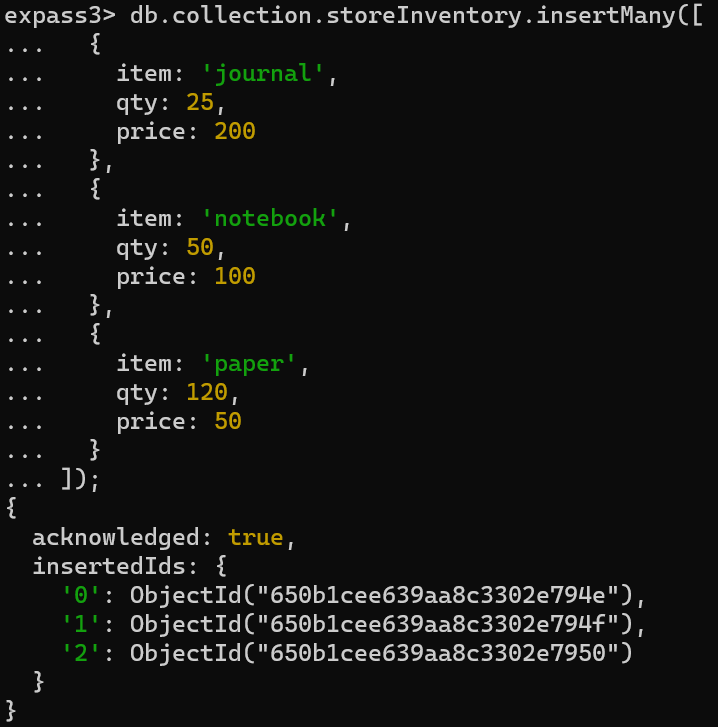 expass3> db.collection.storeInventory.insertMany([
...   {
...     item: 'journal',
...     qty: 25,
...     price: 200
...   },
...   {
...     item: 'notebook',
...     qty: 50,
...     price: 100
...   },
...   {
...     item: 'paper',
...     qty: 120,
...     price: 50
...   }
... ]);
{
  acknowledged: true,
  insertedIds: {
    '0': ObjectId("650b1cee639aa8c3302e794e"),
    '1': ObjectId("650b1cee639aa8c3302e794f"),
    '2': ObjectId("650b1cee639aa8c3302e7950")
  }
}